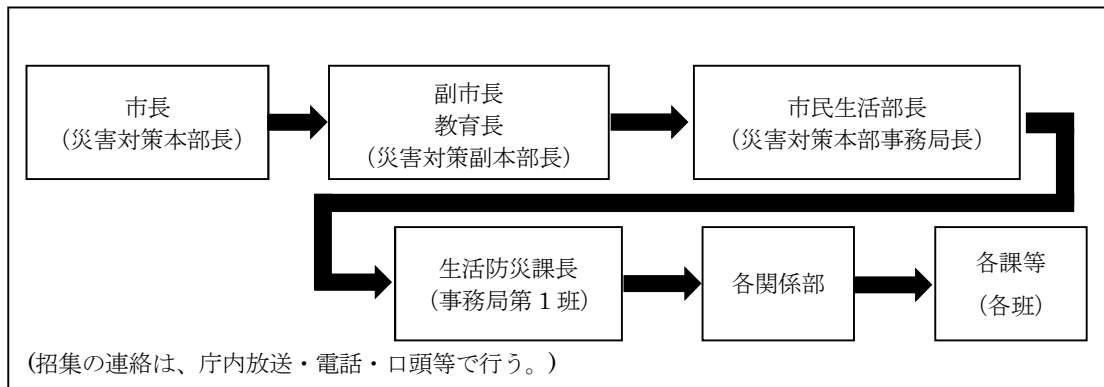 市長
（災害対策本部長）
副市長
教育長
（災害対策副本部長）
市民生活部長
（災害対策本部事務局長）
生活防災課長
（事務局第１班）
各関係部
各課等
（各班）
(招集の連絡は、庁内放送・電話・口頭等で行う。)